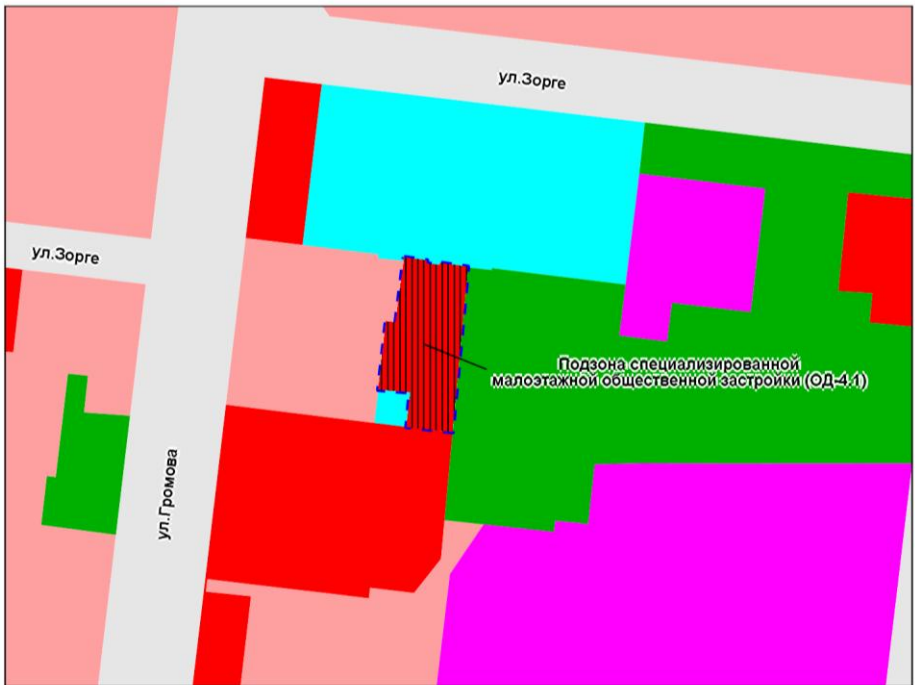 ул.Зорге
ул.Зорге
Подзона специализированной
малоэтажной общественной застройки (ОД-4.1)
ул.Громова